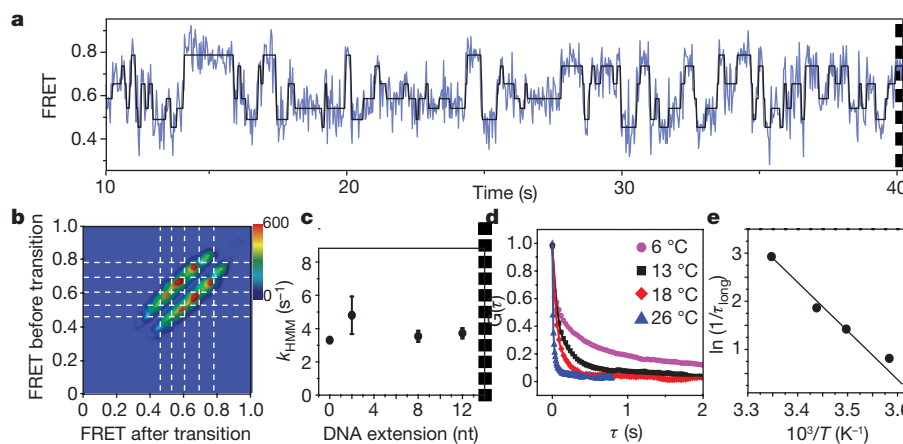 a
FRET
0.8
0.6
0.4
10
20
30
40
Time (s)
b
FRET before transition
1.0
0.8
0.6
0.4
0.2
0
0
0.2
0.4
0.6
0.8
1.0
FRET after transition
600
0
c
k_HMM (s⁻¹)
8
6
4
2
0
0
4
8
12
DNA extension (nt)
d
G(τ)
1.0
0.8
0.6
0.4
0.2
0
6 °C
13 °C
18 °C
26 °C
0
1
2
τ (s)
e
ln (1/τ_long)
3
2
1
3.3
3.4
3.5
3.6
10³/T (K⁻¹)